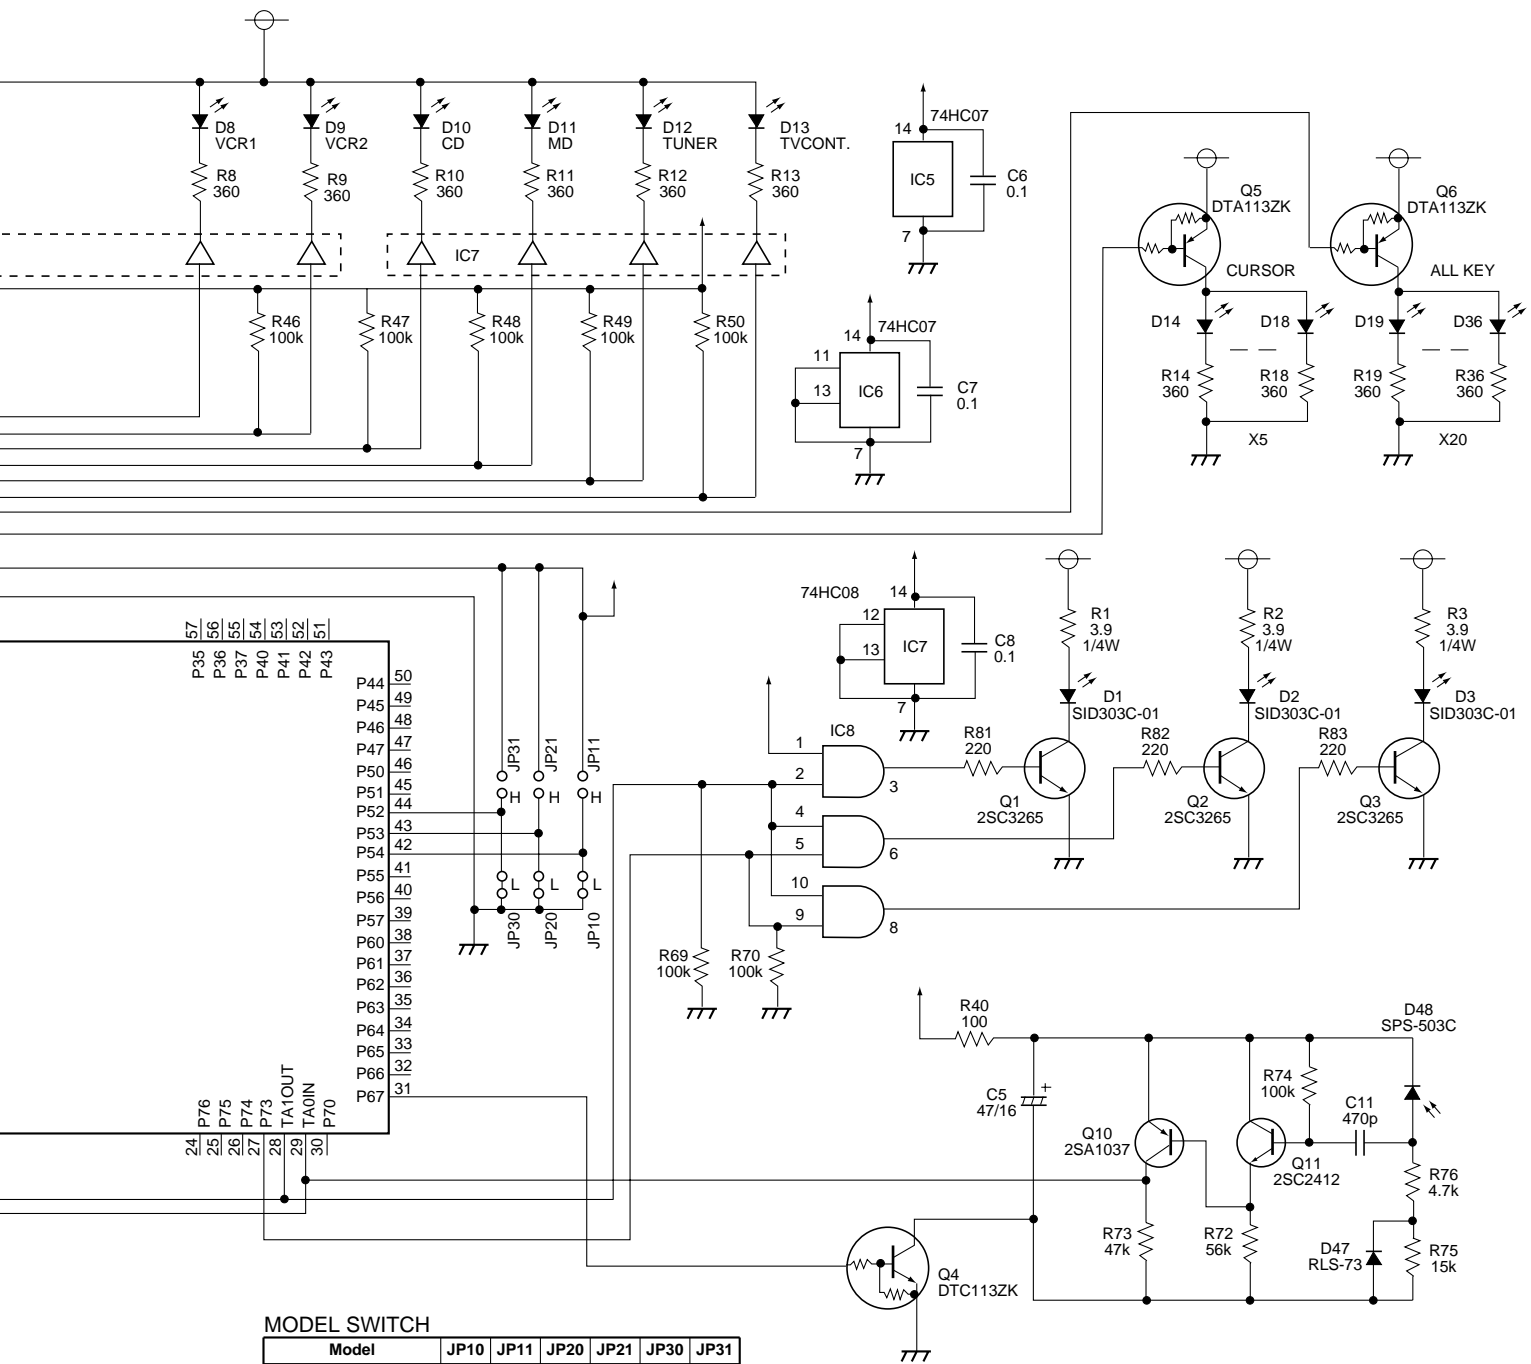 D8
VCR1
D9
VCR2
D10
CD
D11
MD
D12
TUNER
D13
TVCONT.
R8
360
R9
360
R10
360
R11
360
R12
360
R13
360
IC7
R46
100k
R47
100k
R48
100k
R49
100k
R50
100k
74HC07
14
IC5
7
C6
0.1
74HC07
14
11
13
IC6
7
C7
0.1
Q5
DTA113ZK
CURSOR
D14
D18
R14
360
R18
360
X5
Q6
DTA113ZK
ALL KEY
D19
D36
R19
360
R36
360
X20
74HC08
14
12
13
IC7
7
C8
0.1
R1
3.9
1/4W
D1
SID303C-01
R2
3.9
1/4W
D2
SID303C-01
R3
3.9
1/4W
D3
SID303C-01
57
56
55
54
53
52
51
P35
P36
P37
P40
P41
P42
P43
P44 50
P45 49
P46 48
P47 47
P50 46
P51 45
P52 44
P53 43
P54 42
P55 41
P56 40
P57 39
P60 38
P61 37
P62 36
P63 35
P64 34
P65 33
P66 32
P67 31
JP31
JP21
JP11
H
H
H
L
L
L
JP30
JP20
JP10
IC8
1
2
3
4
5
6
10
9
8
R81
220
R82
220
R83
220
Q1
2SC3265
Q2
2SC3265
Q3
2SC3265
R69
100k
R70
100k
P76
P75
P74
P73
TA1OUT
TA0IN
P70
24
25
26
27
28
29
30
R40
100
C5
47/16
+
Q10
2SA1037
R74
100k
C11
470p
D48
SPS-503C
Q11
2SC2412
R76
4.7k
R73
47k
R72
56k
D47
RLS-73
R75
15k
Q4
DTC113ZK
MODEL SWITCH
Model JP10 JP11 JP20 JP21 JP30 JP31